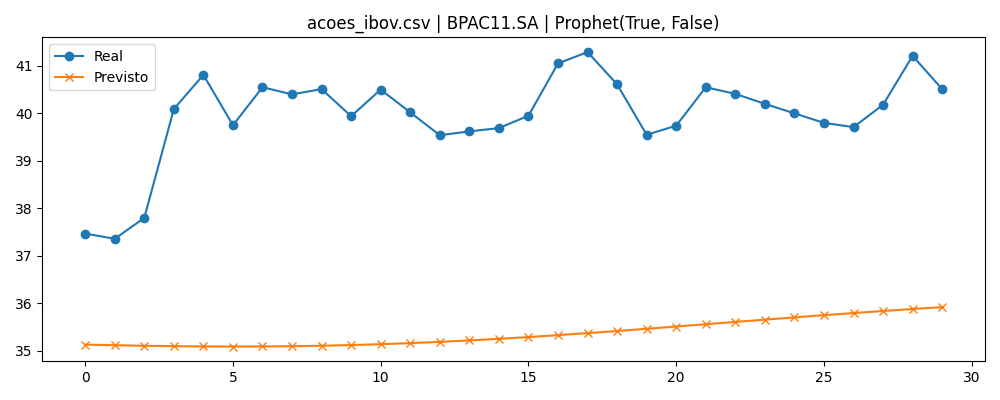 acoes_ibov.csv | BPAC11.SA | Prophet(True, False)
Real
Previsto
41
40
39
38
37
36
35
0 5 10 15 20 25 30